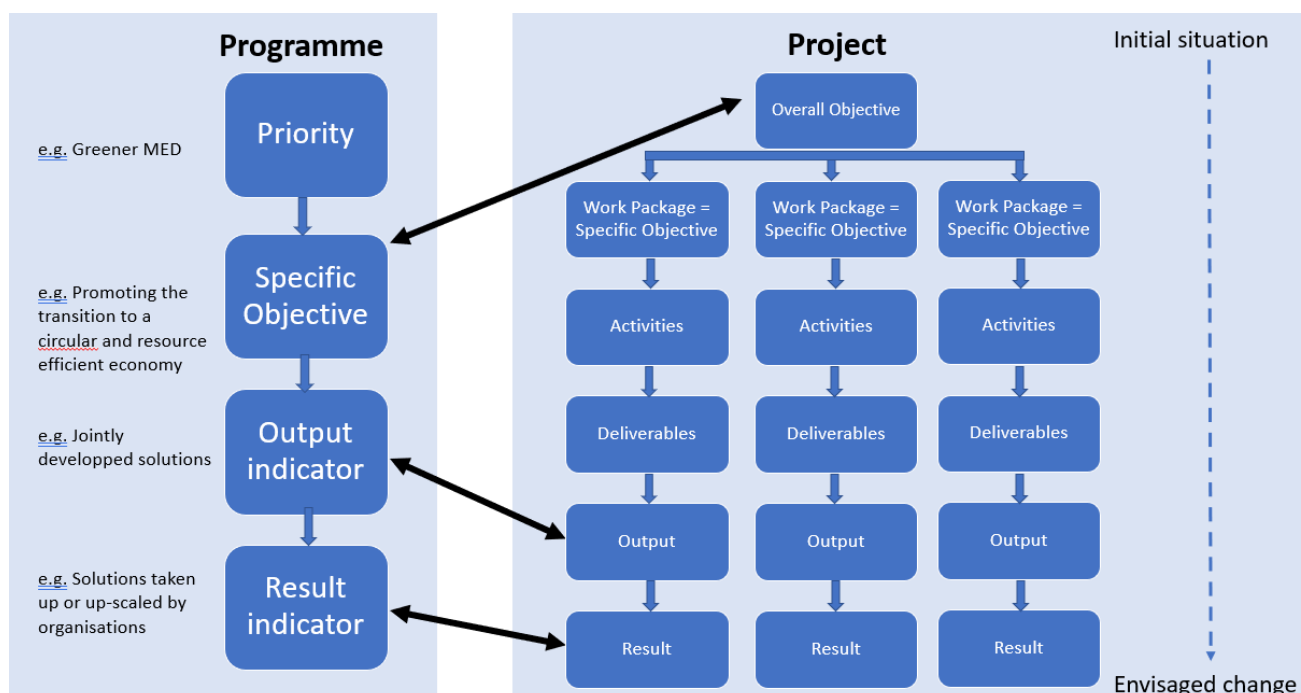 Programme
Priority
e.g. Greener MED
Specific
Objective
e.g. Promoting the
transition to a
circular and resource
efficient economy
Output
indicator
e.g. Jointly
developped solutions
Result
indicator
e.g. Solutions taken
up or up-scaled by
organisations
Project
Overall Objective
Work Package =
Specific Objective
Work Package =
Specific Objective
Work Package =
Specific Objective
Activities
Activities
Activities
Deliverables
Deliverables
Deliverables
Output
Output
Output
Result
Result
Result
Initial situation
Envisaged change